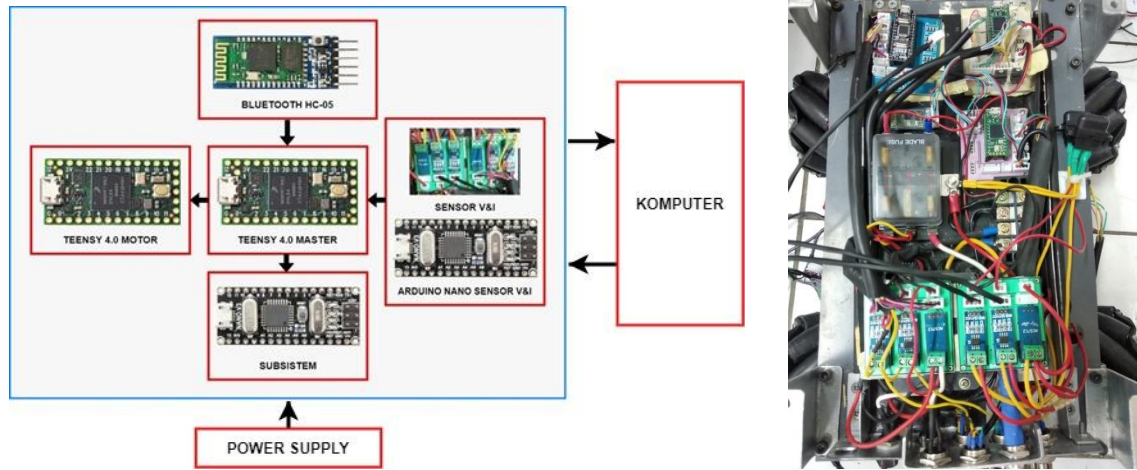 BLUETOOTH HC-05
TEENSY 4.0 MOTOR
TEENSY 4.0 MASTER
SENSOR V&I
ARDUINO NANO SENSOR V&I
SUBSISTEM
KOMPUTER
POWER SUPPLY
BLADE FUSE